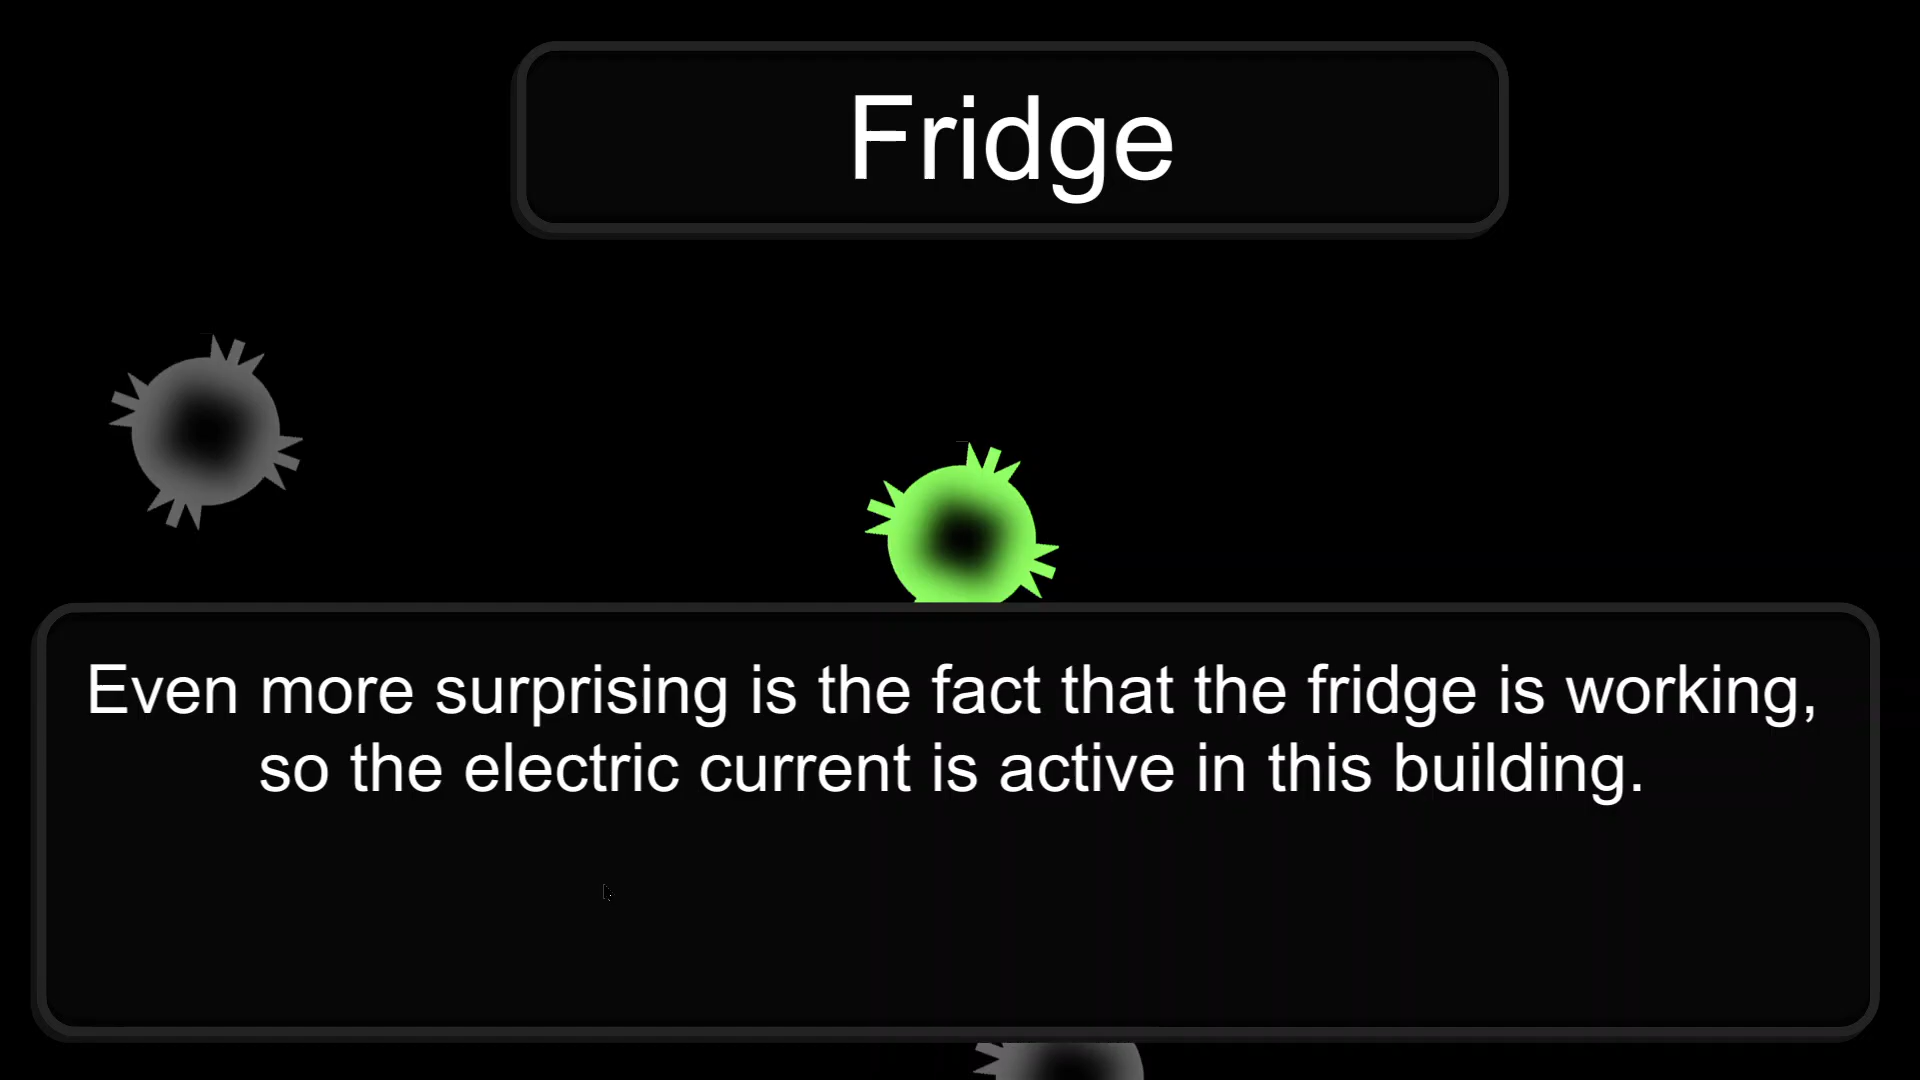 Fridge
Even more surprising is the fact that the fridge is working,
so the electric current is active in this building.